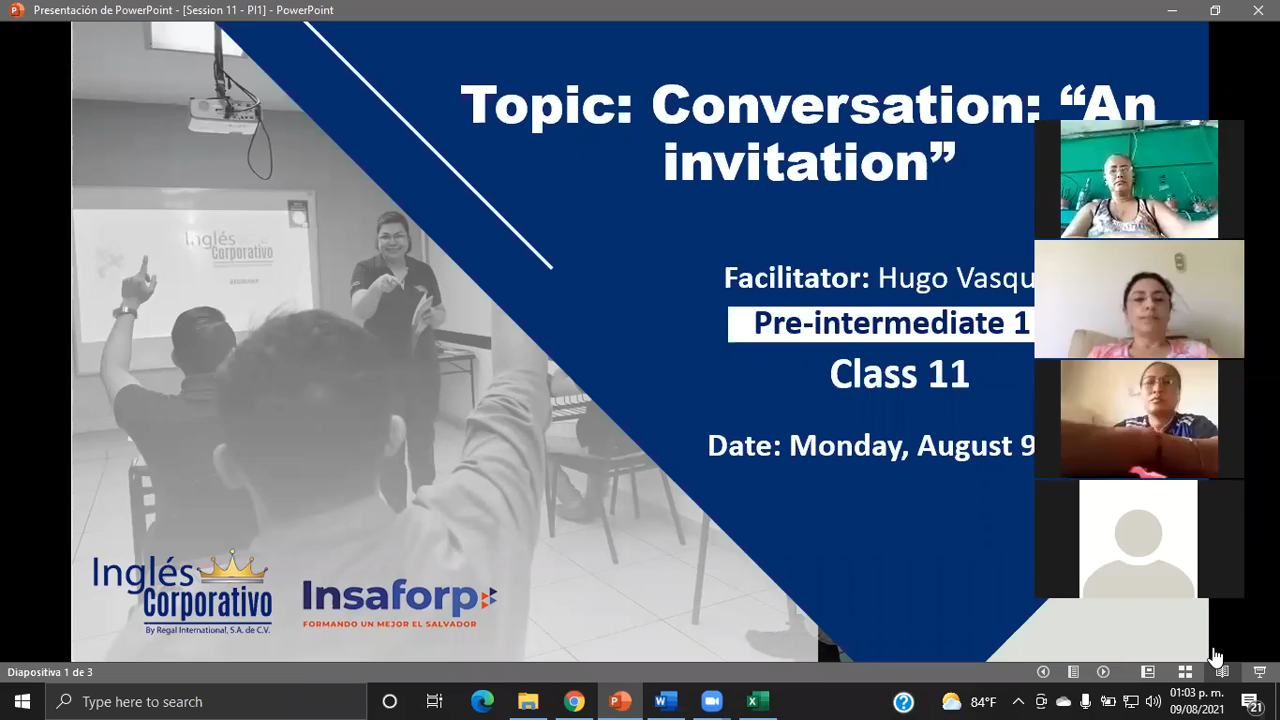 Presentación de PowerPoint - [Session 11 - PI1] - PowerPoint
Topic: Conversation: “An
invitation”
Inglés
Corporativo
Facilitator: Hugo Vasqu
Pre-intermediate 1
Class 11
Date: Monday, August 9
Inglés
Corporativo
By Regal International, S.A. de C.V.
Insaforp
FORMANDO UN MEJOR EL SALVADOR
Diapositiva 1 de 3
Type here to search
84°F
01:03 p. m.
09/08/2021
21